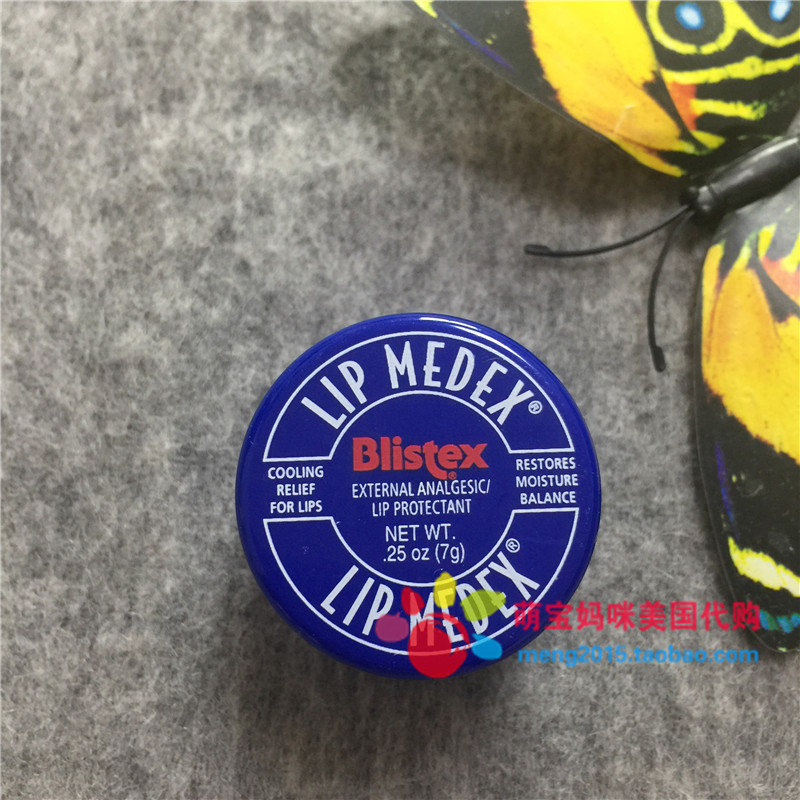 LIP MEDEX®
Blistex®
COOLING
RELIEF
FOR LIPS
EXTERNAL ANALGESIC/
LIP PROTECTANT
RESTORES
MOISTURE
BALANCE
NET WT.
.25 oz (7g)
LIP MEDEX®
M
萌宝妈咪美国代购
meng2015.taobao.com